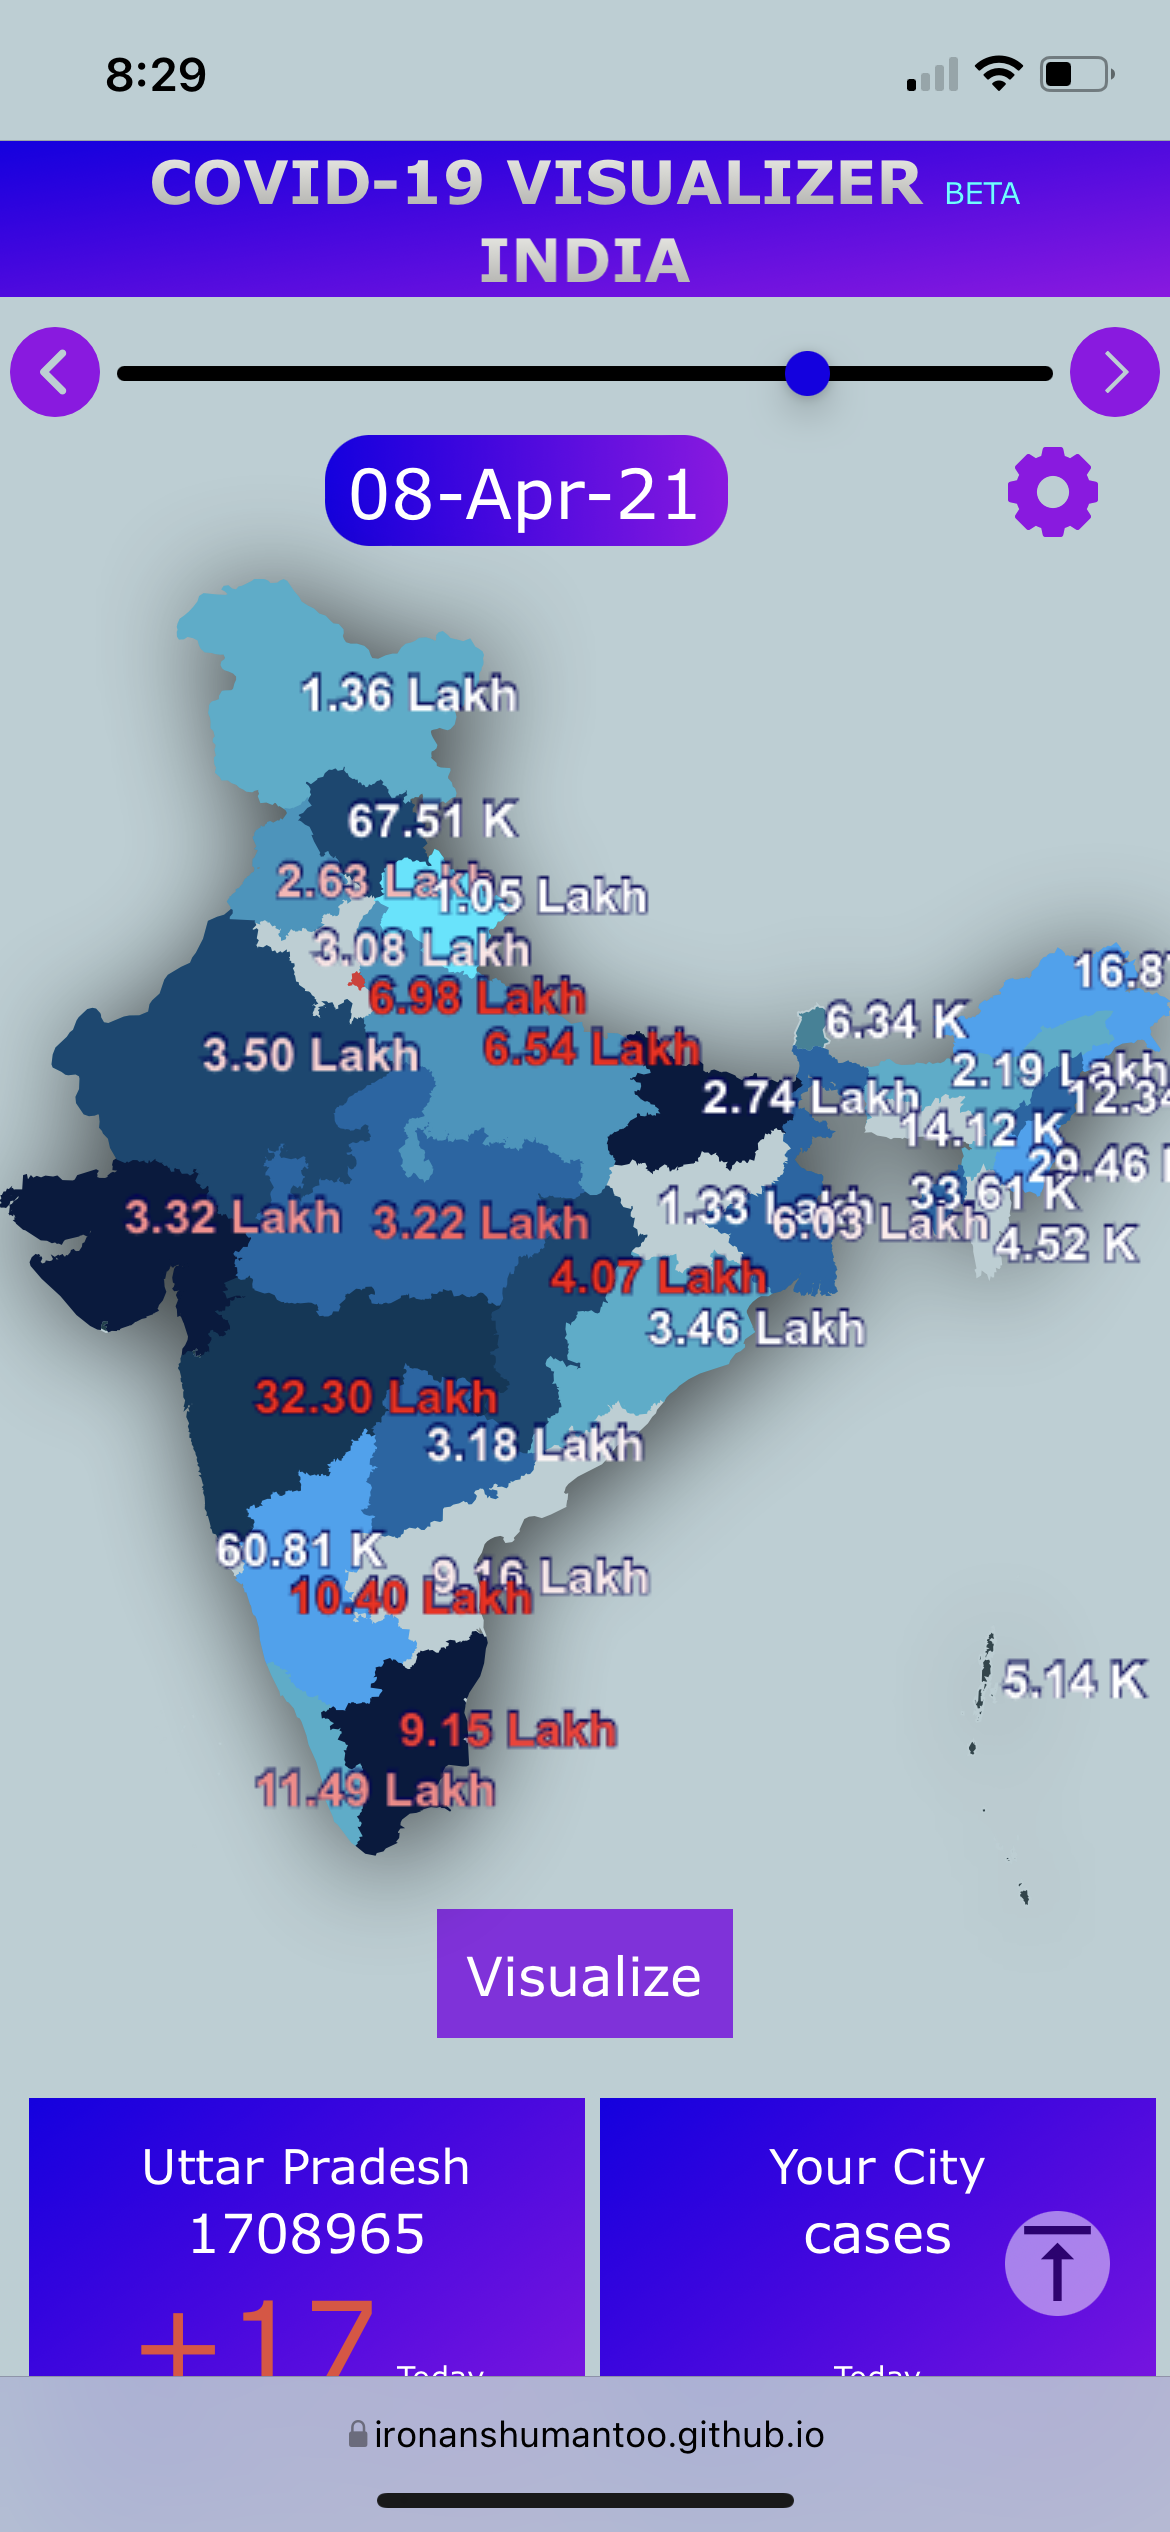 8:29
COVID-19 VISUALIZER BETA
INDIA
08-Apr-21
1.36 Lakh
67.51 K
2.63 Lakh
1.05 Lakh
3.08 Lakh
16.8
6.98 Lakh
6.34 K
3.50 Lakh
6.54 Lakh
2.19 Lakh
2.74 Lakh
12.34
14.12 K
29.46
33.61 K
1.33 Lakh
3.32 Lakh
3.22 Lakh
6.03 Lakh
4.52 K
4.07 Lakh
3.46 Lakh
32.30 Lakh
3.18 Lakh
60.81 K
9.16 Lakh
10.40 Lakh
5.14 K
9.15 Lakh
11.49 Lakh
Visualize
Uttar Pradesh
1708965
+17 Today
Your City
cases
Today
ironanshumantoo.github.io